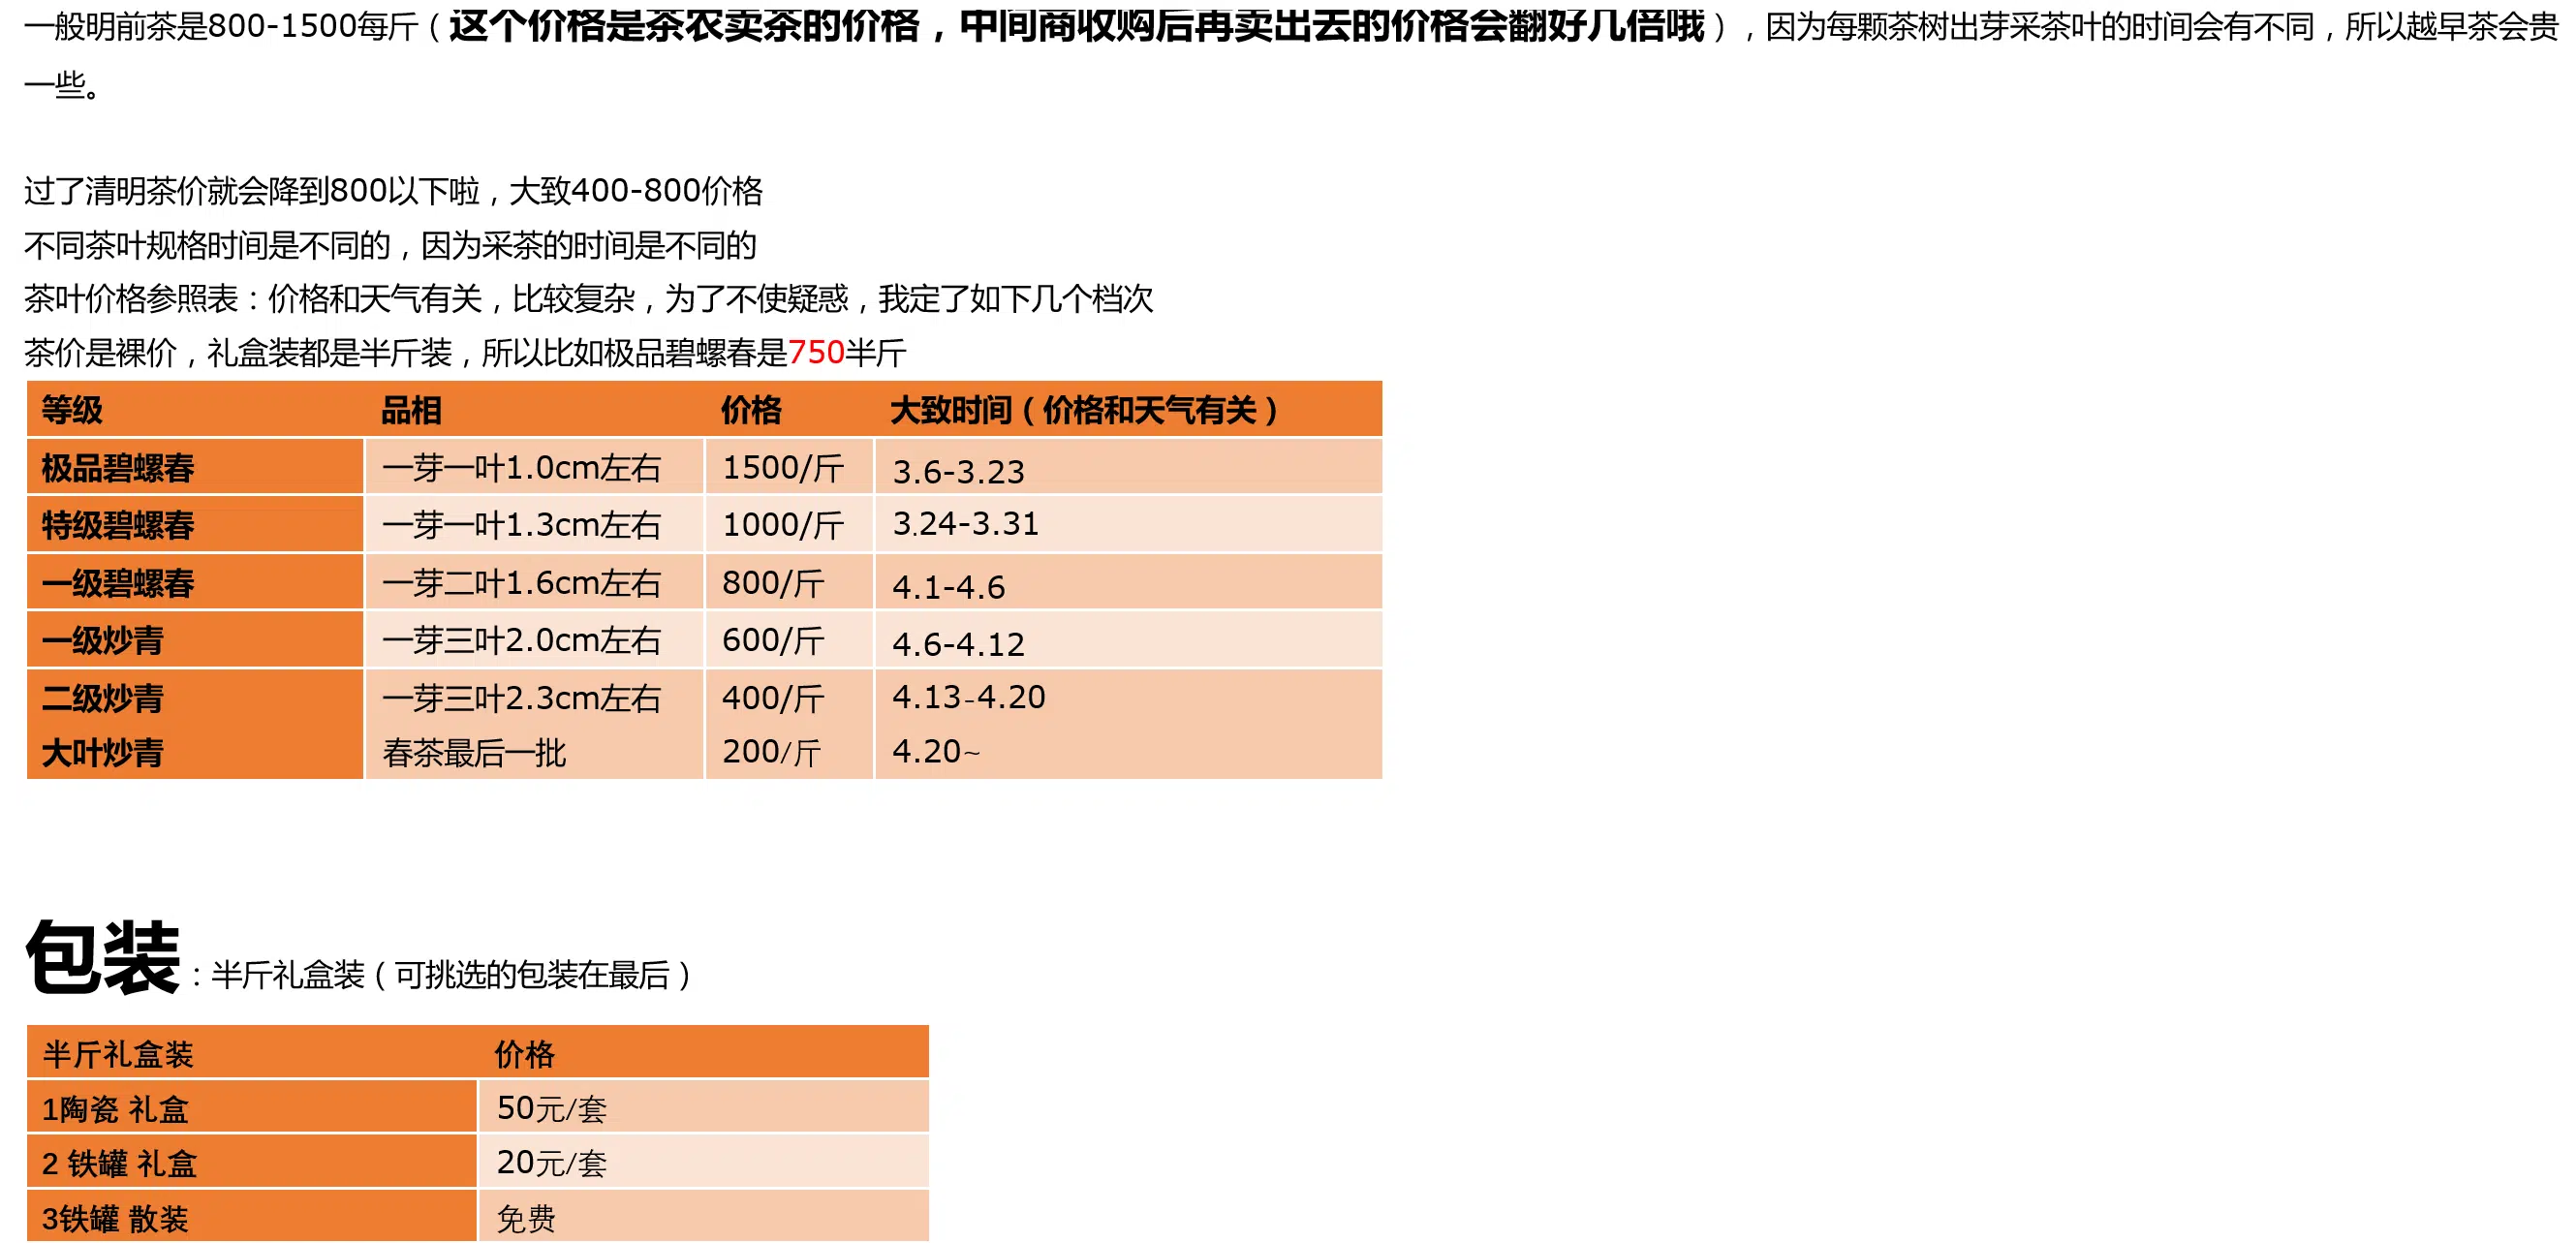 一般明前茶是800-1500每斤（这个价格是茶农卖茶的价格，中间商收购后再卖出去的价格会翻好几倍哦），因为每颗茶树出芽采茶叶的时间会有不同，所以越早茶会贵
一些。
过了清明茶价就会降到800以下啦，大致400-800价格
不同茶叶规格时间是不同的，因为采茶的时间是不同的
茶叶价格参照表：价格和天气有关，比较复杂，为了不使疑惑，我定了如下几个档次
茶价是裸价，礼盒装都是半斤装，所以比如极品碧螺春是750半斤
等级 品相 价格 大致时间（价格和天气有关）
极品碧螺春 一芽一叶1.0cm左右 1500/斤 3.6-3.23
特级碧螺春 一芽一叶1.3cm左右 1000/斤 3.24-3.31
一级碧螺春 一芽二叶1.6cm左右 800/斤 4.1-4.6
一级炒青 一芽三叶2.0cm左右 600/斤 4.6-4.12
二级炒青 一芽三叶2.3cm左右 400/斤 4.13-4.20
大叶炒青 春茶最后一批 200/斤 4.20~
包装：半斤礼盒装（可挑选的包装在最后）
半斤礼盒装 价格
1陶瓷 礼盒 50元/套
2 铁罐 礼盒 20元/套
3铁罐 散装 免费